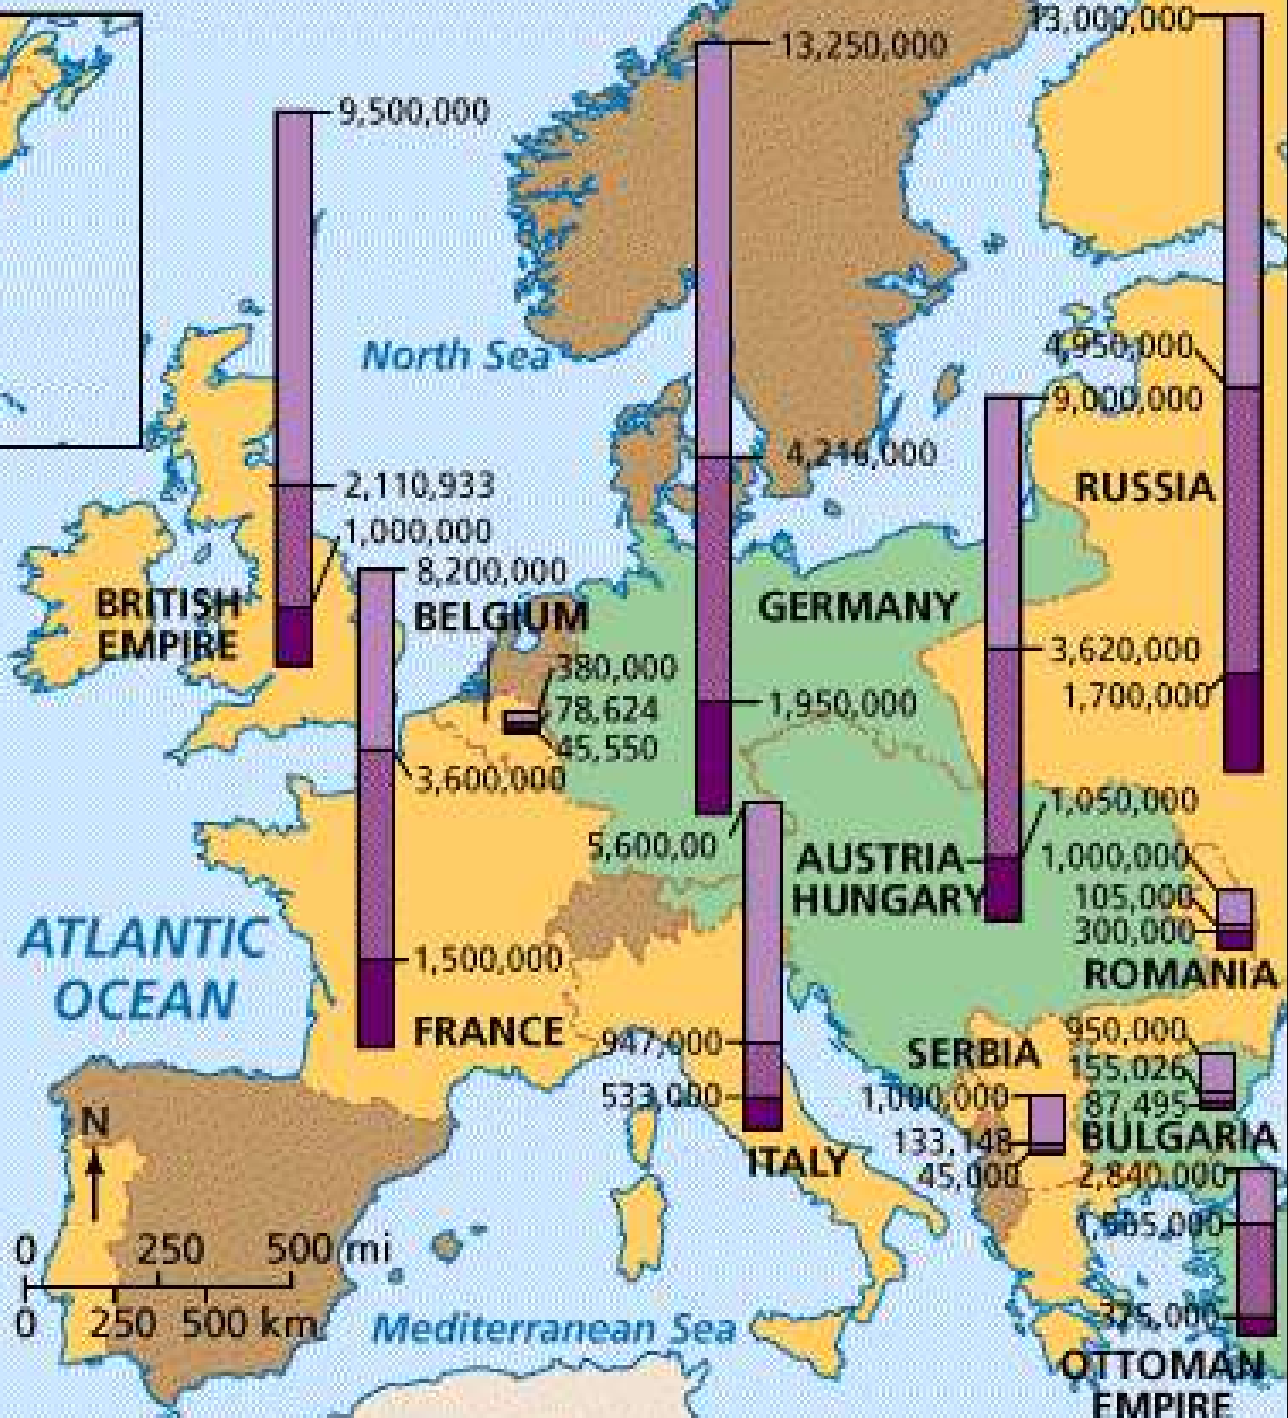 13,000,000
13,250,000
9,500,000
North Sea
4,950,000
9,000,000
4,216,000
RUSSIA
2,110,933
1,000,000
8,200,000
BRITISH
EMPIRE
BELGIUM
GERMANY
3,620,000
380,000
1,700,000
78,624
1,950,000
45,550
3,600,000
1,050,000
5,600,00
AUSTRIA
HUNGARY
1,000,000
105,000
300,000
ROMANIA
ATLANTIC
OCEAN
1,500,000
FRANCE
947,000
533,000
ITALY
SERBIA
1,000,000
133,148
45,000
950,000
155,026
87,495
BULGARIA
2,840,000
325,000
OTTOMAN
EMPIRE
N
0 250 500 mi
0 250 500 km
Mediterranean Sea